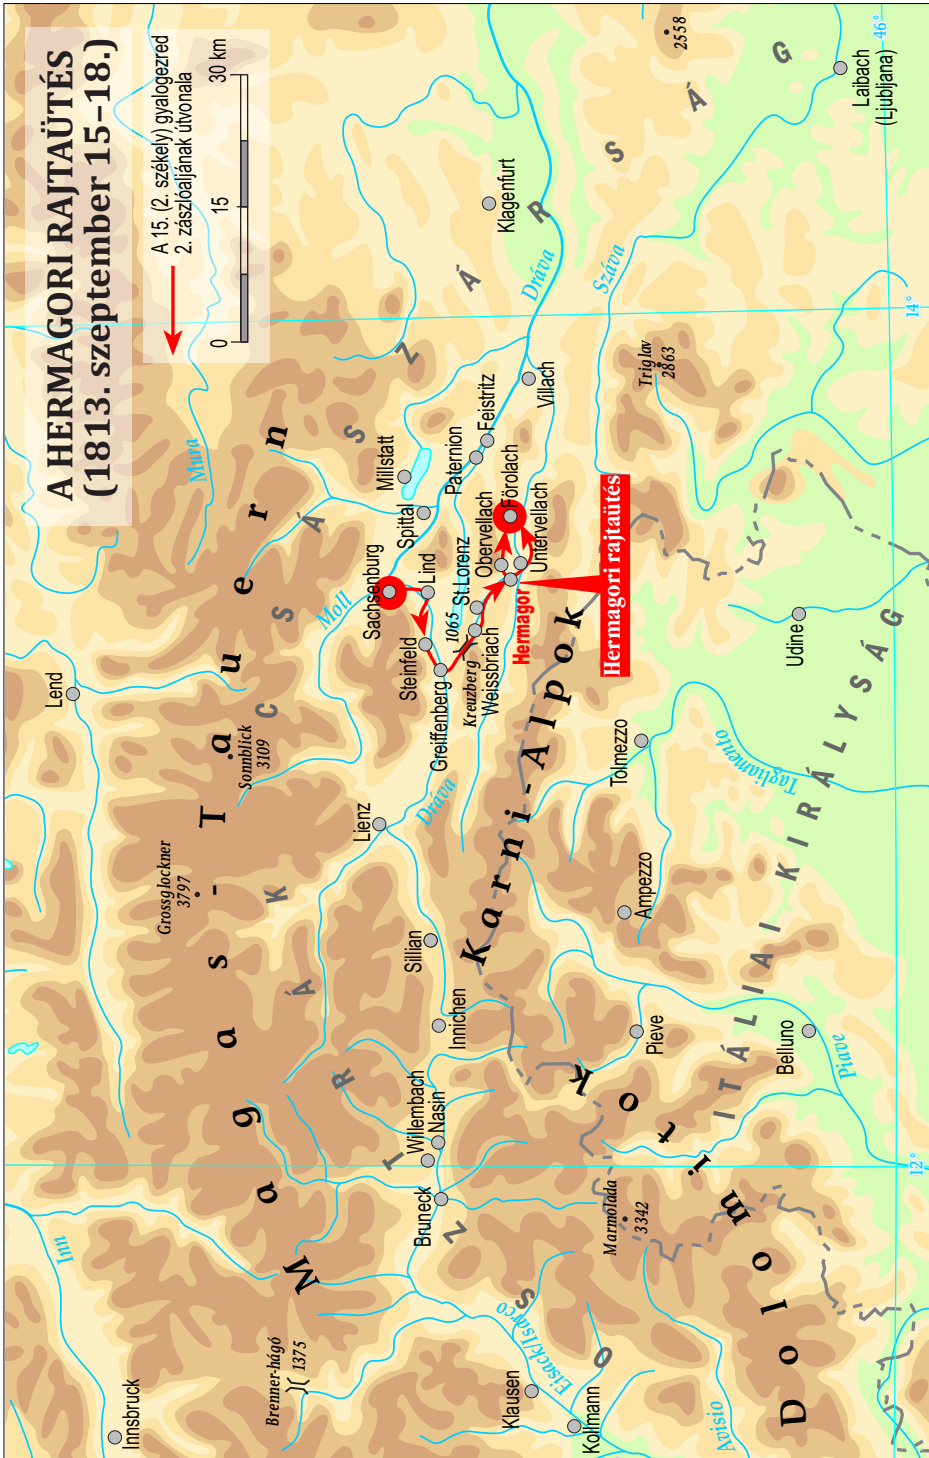 A HERMAGORI RAJTAÜTÉS
(1813. szeptember 15–18.)
A 15. (2. székely) gyalogezred
2. zászlóaljának útvonala
0 15 30 km
Innsbruck
Inn
Brenner-hágó
1375
Lend
Mura
Grossglockner
3797
Sonnblick
3109
Magas-Tauern
OSZTRÁK CSÁSZÁRSÁG
Moll
Sachsenburg
Lind
Steinfeld
Greiffenberg
Spittal
Millstatt
Paternion
Feistritz
Villach
Klagenfurt
Dráva
Száva
Lienz
Dráva
Sillian
Innichen
Willembach
Nasin
Bruneck
Klausen
Kollmann
Eisack/Isarco
Avisio
Kreuzberg
1065
St.Lorenz
Weissbriach
Obervellach
Förolach
Untervellach
Hermagor
Hermagori rajtaütés
Karni-Alpok
Triglav
2863
2558
Laibach
(Ljubljana)
Udine
Tolmezzo
Tagliamento
Ampezzo
Pieve
Belluno
Piave
Marmolada
3342
Dolomitok
ITÁLIAI KIRÁLYSÁG
12°
14°
46°